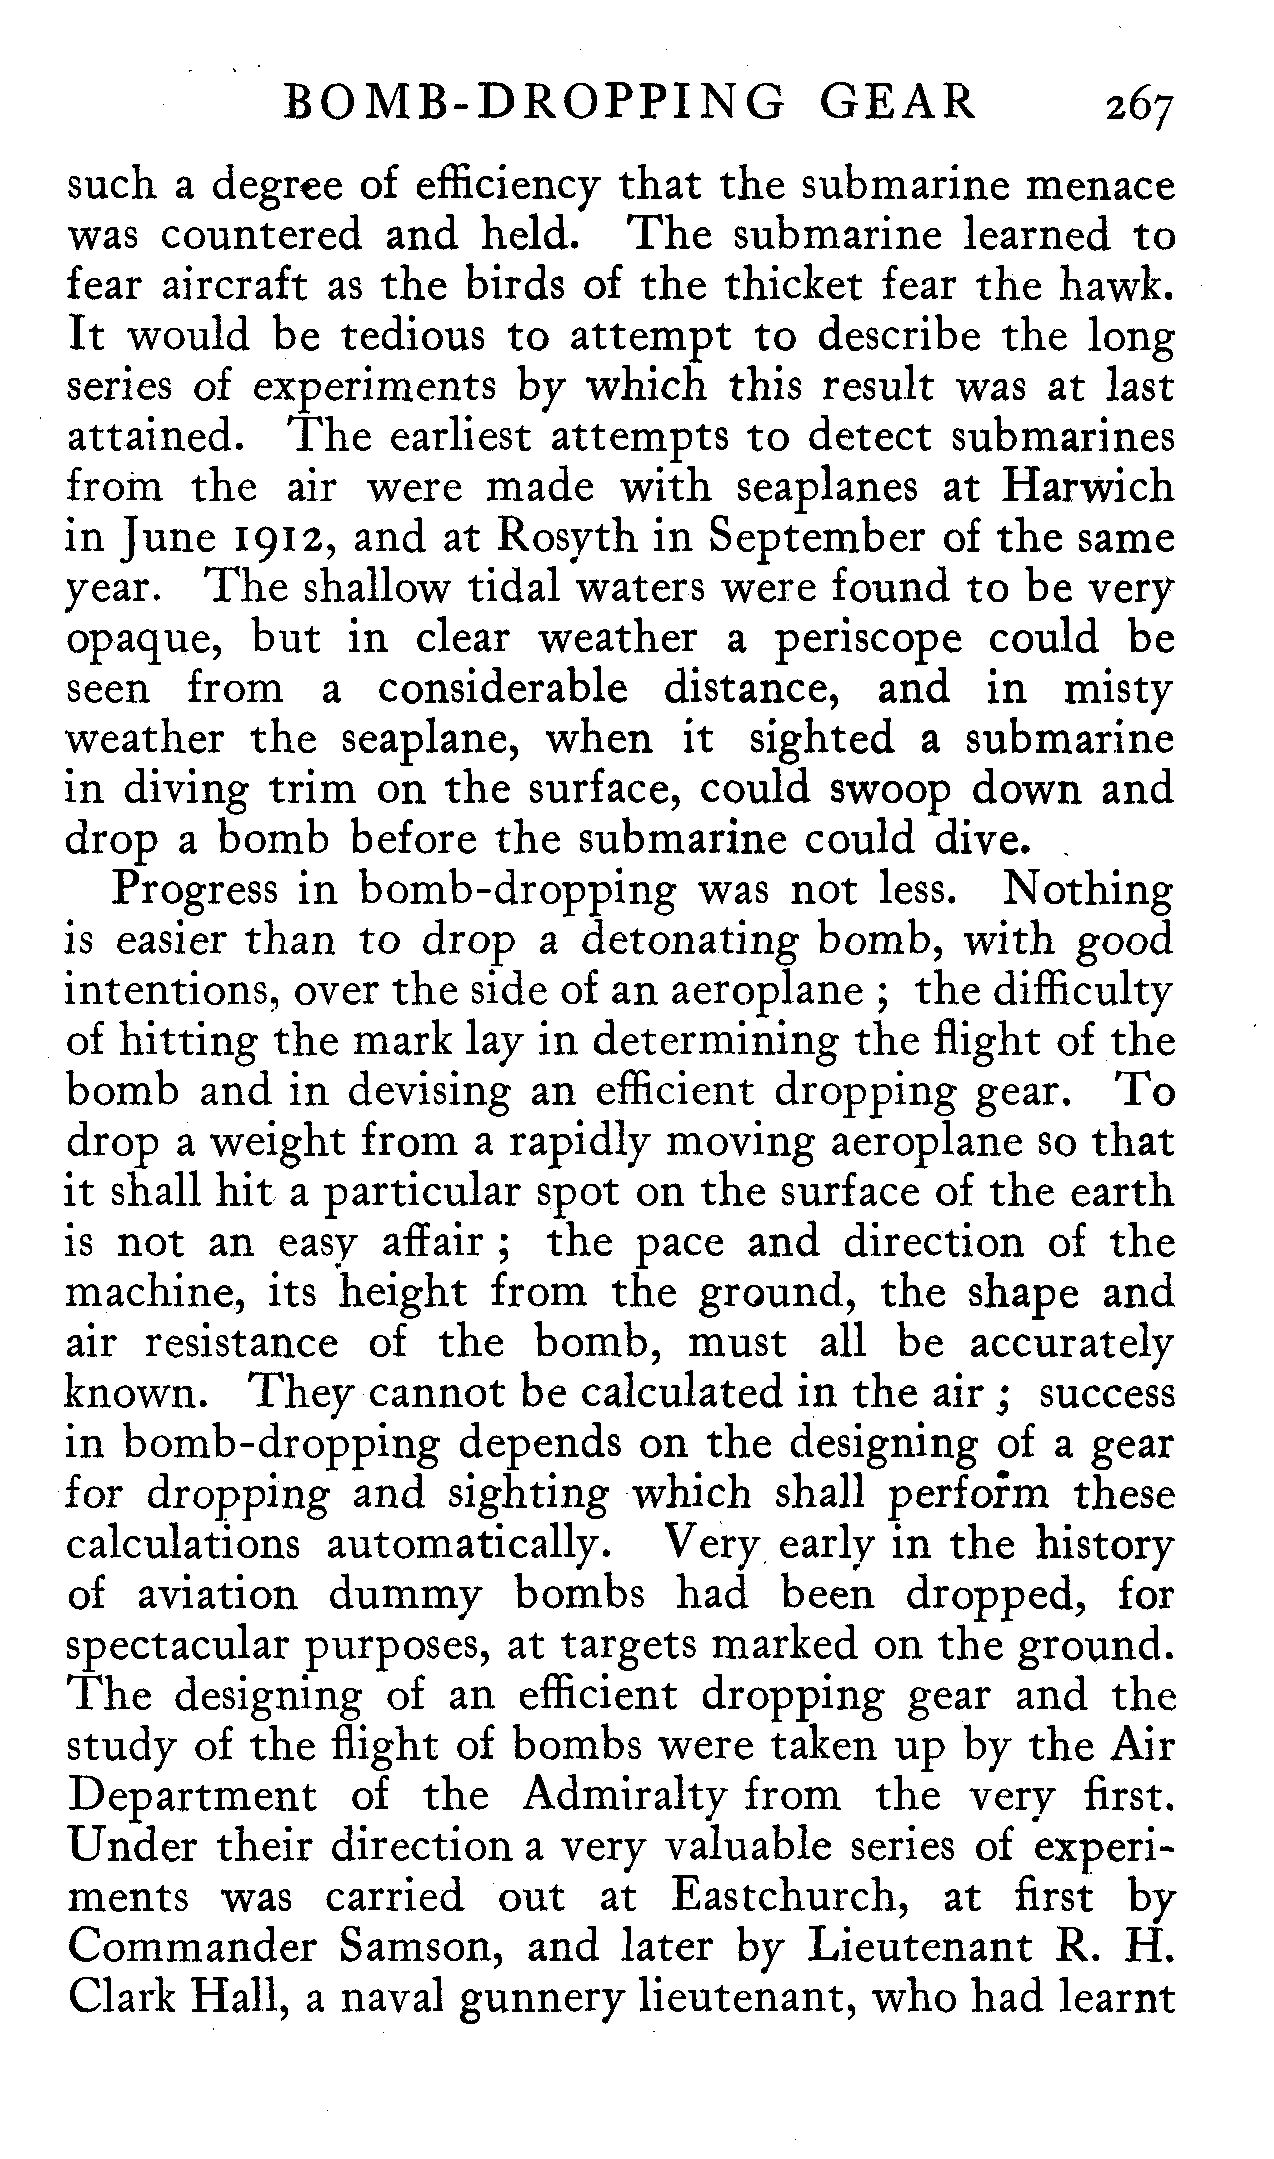 BOMB-DROPPING GEAR 267
such a degree of efficiency that the submarine menace
was countered and held. The submarine learned to
fear aircraft as the birds of the thicket fear the hawk.
It would be tedious to attempt to describe the long
series of experiments by which this result was at last
attained. The earliest attempts to detect submarines
from the air were made with seaplanes at Harwich
in June 1912, and at Rosyth in September of the same
year. The shallow tidal waters were found to be very
opaque, but in clear weather a periscope could be
seen from a considerable distance, and in misty
weather the seaplane, when it sighted a submarine
in diving trim on the surface, could swoop down and
drop a bomb before the submarine could dive.
Progress in bomb-dropping was not less. Nothing
is easier than to drop a detonating bomb, with good
intentions, over the side of an aeroplane ; the difficulty
of hitting the mark lay in determining the flight of the
bomb and in devising an efficient dropping gear. To
drop a weight from a rapidly moving aeroplane so that
it shall hit a particular spot on the surface of the earth
is not an easy affair ; the pace and direction of the
machine, its height from the ground, the shape and
air resistance of the bomb, must all be accurately
known. They cannot be calculated in the air ; success
in bomb-dropping depends on the designing of a gear
for dropping and sighting which shall perform these
calculations automatically. Very early in the history
of aviation dummy bombs had been dropped, for
spectacular purposes, at targets marked on the ground.
The designing of an efficient dropping gear and the
study of the flight of bombs were taken up by the Air
Department of the Admiralty from the very first.
Under their direction a very valuable series of experi-
ments was carried out at Eastchurch, at first by
Commander Samson, and later by Lieutenant R. H.
Clark Hall, a naval gunnery lieutenant, who had learnt